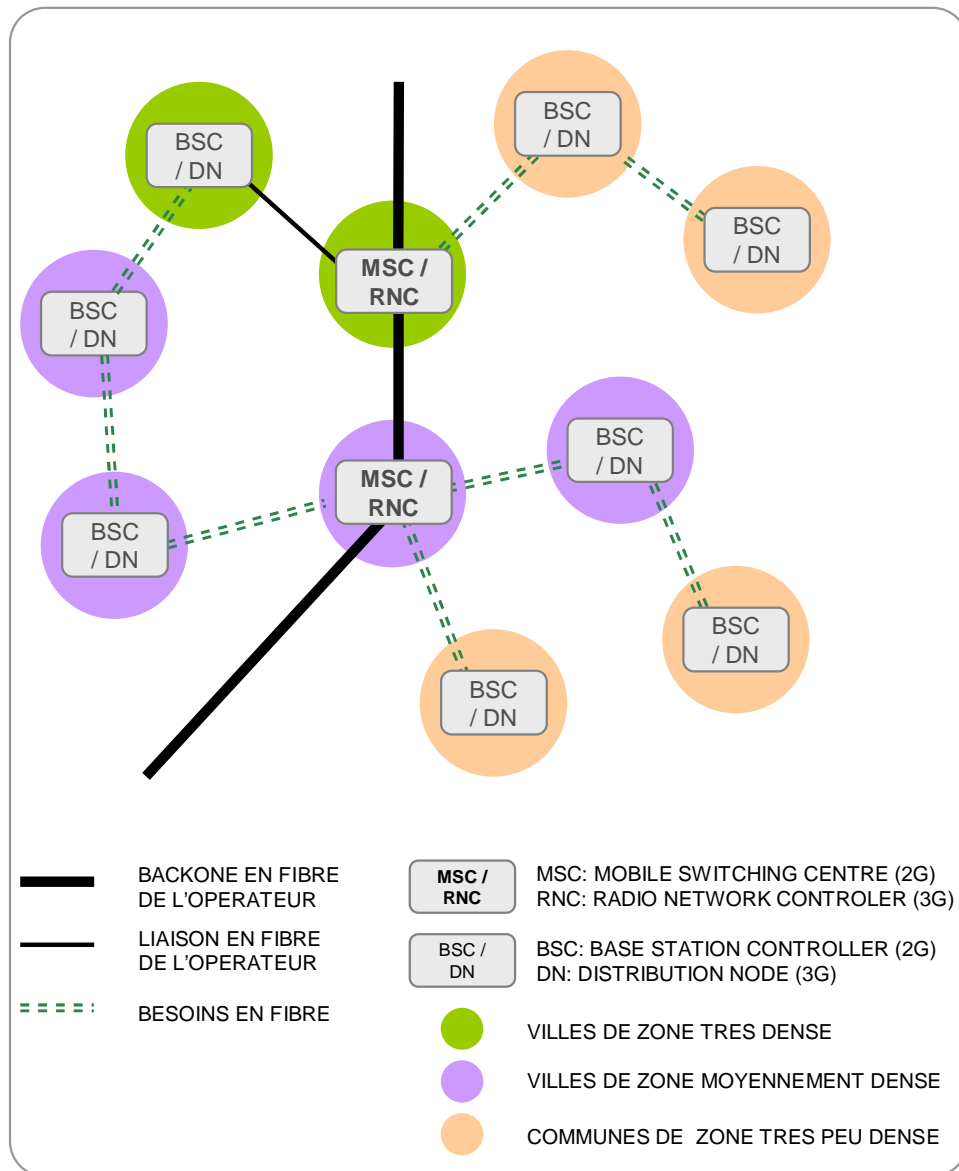 BSC
/ DN
BSC
/ DN
BSC
/ DN
MSC /
RNC
BSC
/ DN
BSC
/ DN
BSC
/ DN
MSC /
RNC
BSC
/ DN
BSC
/ DN
BSC
/ DN
BACKONE EN FIBRE
DE L'OPERATEUR
LIAISON EN FIBRE
DE L'OPERATEUR
BESOINS EN FIBRE
MSC /
RNC
MSC: MOBILE SWITCHING CENTRE (2G)
RNC: RADIO NETWORK CONTROLER (3G)
BSC /
DN
BSC: BASE STATION CONTROLLER (2G)
DN: DISTRIBUTION NODE (3G)
VILLES DE ZONE TRES DENSE
VILLES DE ZONE MOYENNEMENT DENSE
COMMUNES DE ZONE TRES PEU DENSE